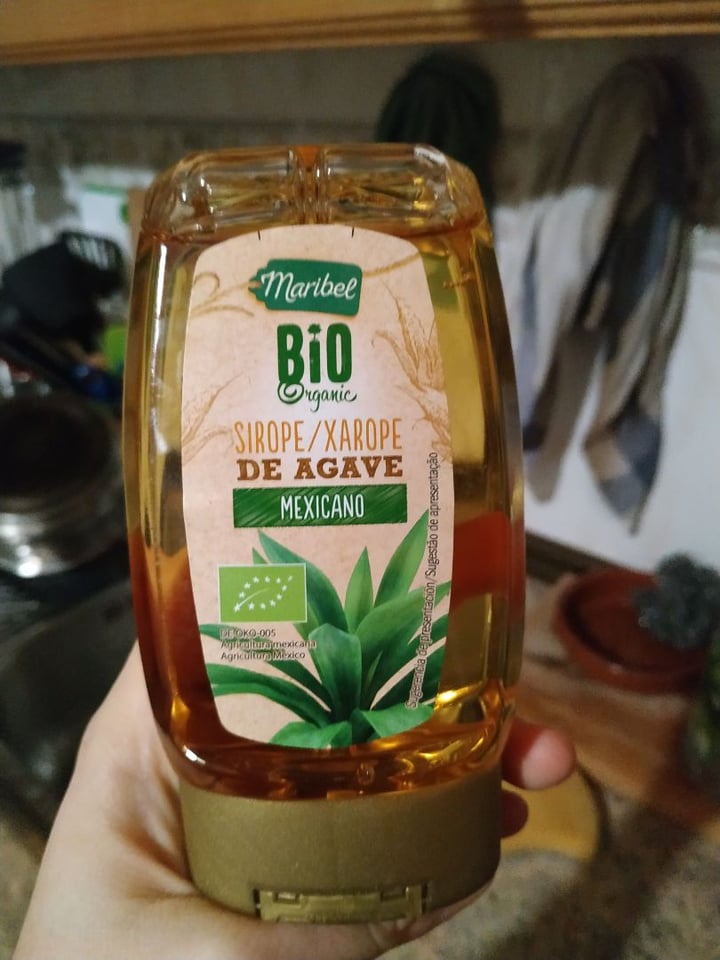 Maribel
BiO
Organic
SIROPE/XAROPE
DE AGAVE
MEXICANO
DE-ÖKO-005
Agricultura mexicana
Agricultura México
Sugerencia de presentación/Sugestão de apresentação